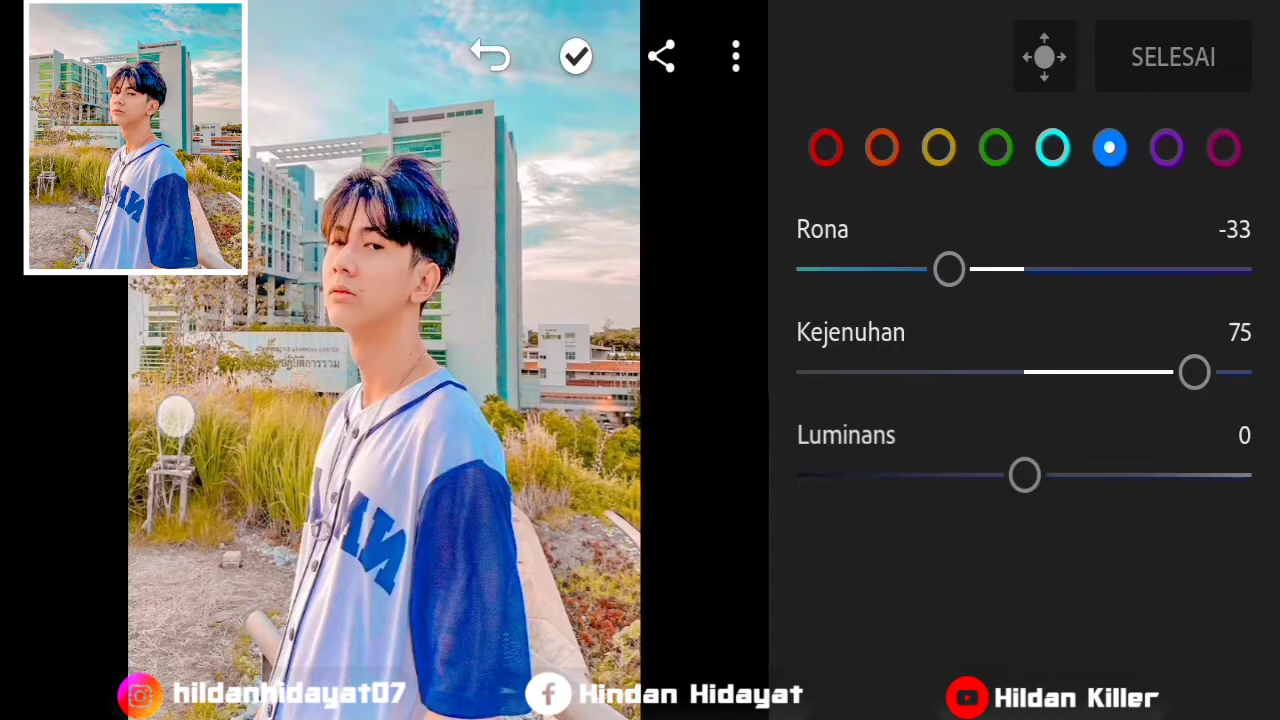 SELESAI
Rona
-33
Kejenuhan
75
Luminans
0
hildanhidayat07
Hindan Hidayat
Hildan Killer